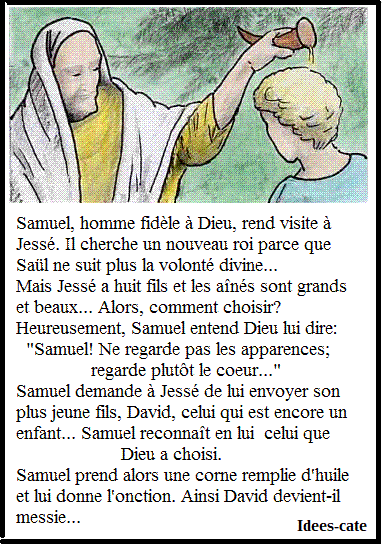 Samuel, homme fidèle à Dieu, rend visite à
Jessé. Il cherche un nouveau roi parce que
Saül ne suit plus la volonté divine...
Mais Jessé a huit fils et les aînés sont grands
et beaux... Alors, comment choisir?
Heureusement, Samuel entend Dieu lui dire:
"Samuel! Ne regarde pas les apparences;
regarde plutôt le coeur..."
Samuel demande à Jessé de lui envoyer son
plus jeune fils, David, celui qui est encore un
enfant... Samuel reconnaît en lui celui que
Dieu a choisi.
Samuel prend alors une corne remplie d'huile
et lui donne l'onction. Ainsi David devient-il
messie...
Idees-cate